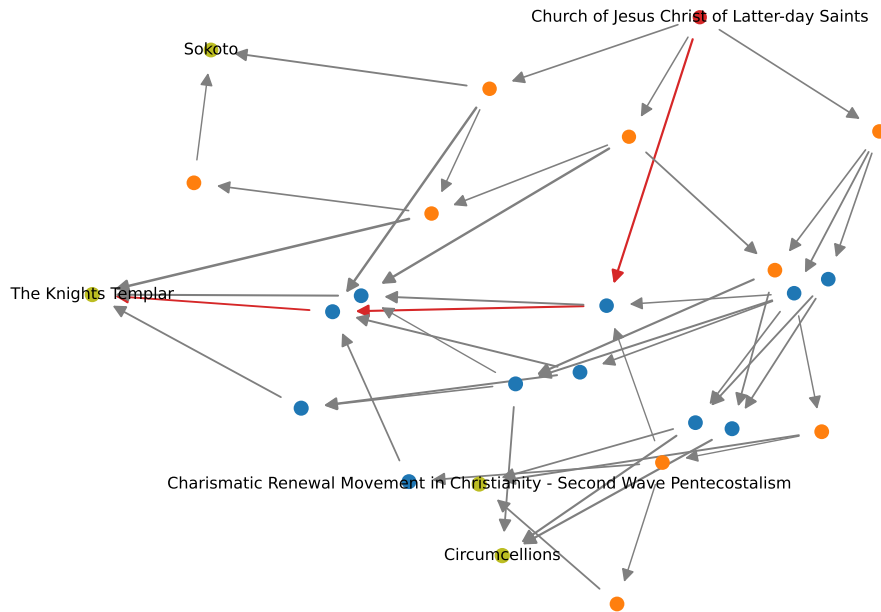 Church of Jesus Christ of Latter-day Saints
Sokoto
The Knights Templar
Charismatic Renewal Movement in Christianity - Second Wave Pentecostalism
Circumcellions